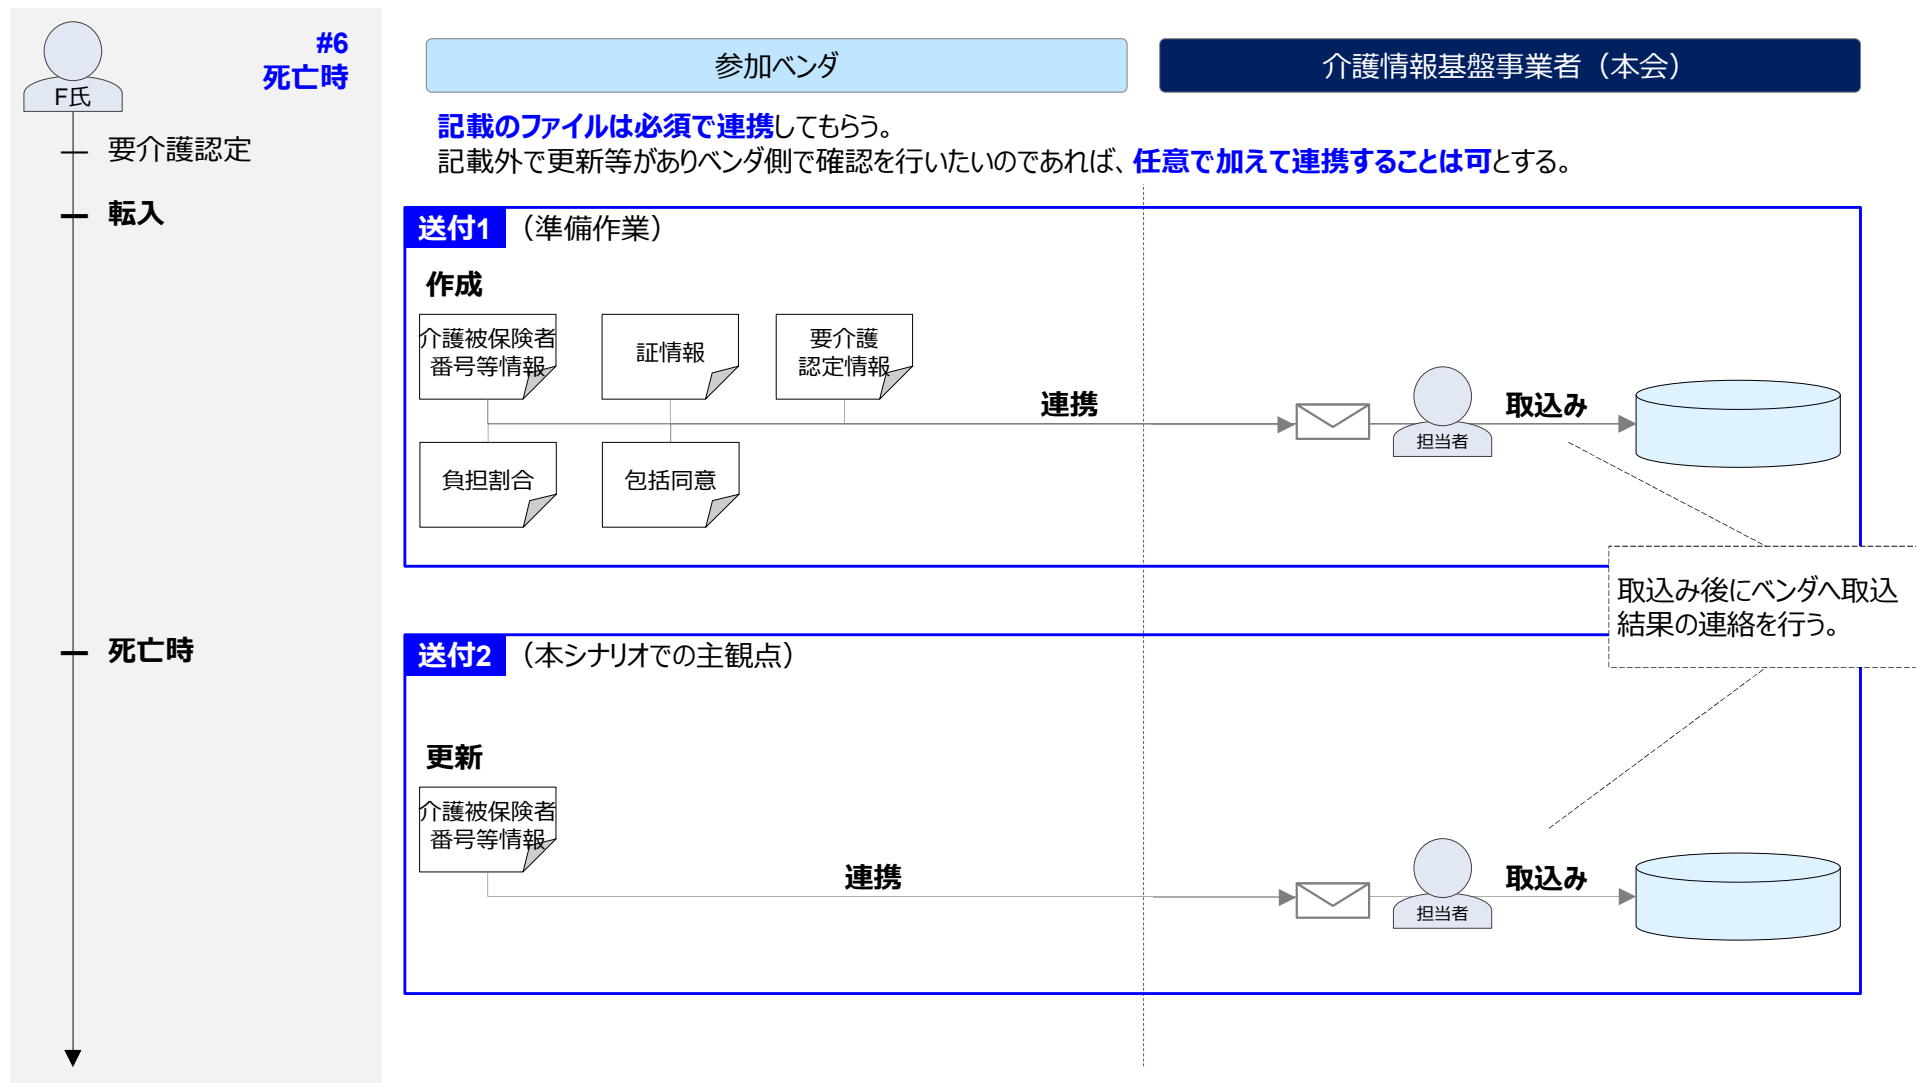 #6
死亡時
F氏
要介護認定
転入
死亡時
参加ベンダ
介護情報基盤事業者（本会）
記載のファイルは必須で連携してもらう。
記載外で更新等がありベンダ側で確認を行いたいのであれば、任意で加えて連携することは可とする。
送付1 （準備作業）
作成
介護被保険者
番号等情報
証情報
要介護
認定情報
連携
担当者
取込み
負担割合
包括同意
取込み後にベンダへ取込
結果の連絡を行う。
送付2 （本シナリオでの主観点）
更新
介護被保険者
番号等情報
連携
担当者
取込み